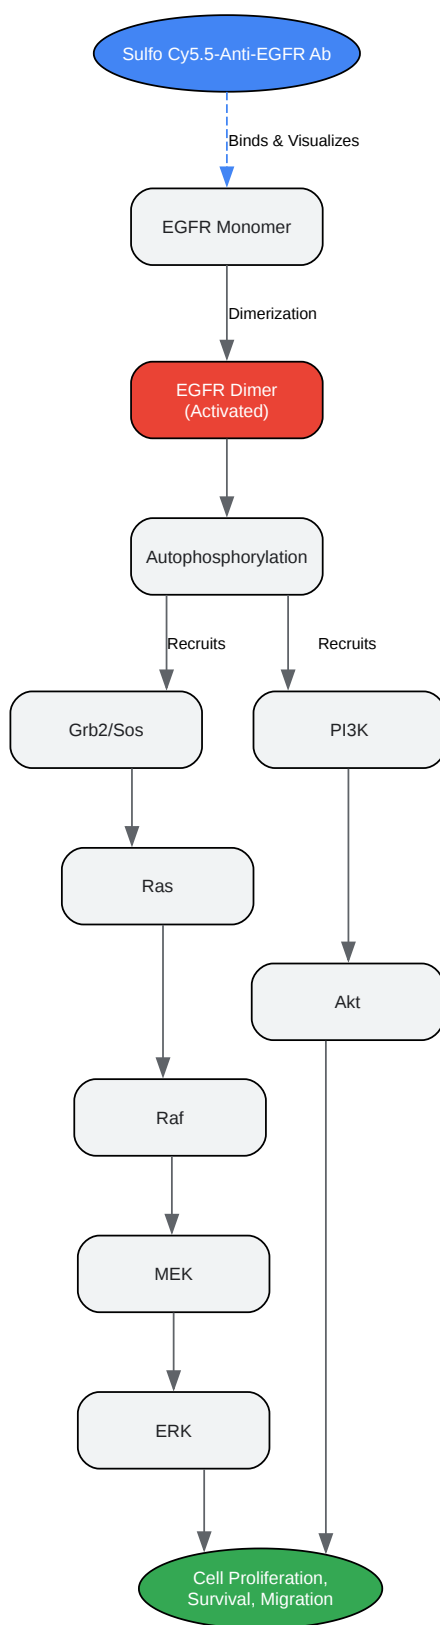 Sulfo Cy5.5-Anti-EGFR Ab
Binds & Visualizes
EGFR Monomer
Dimerization
EGFR Dimer
(Activated)
Autophosphorylation
Recruits
Recruits
Grb2/Sos
PI3K
Ras
Akt
Raf
MEK
ERK
Cell Proliferation,
Survival, Migration